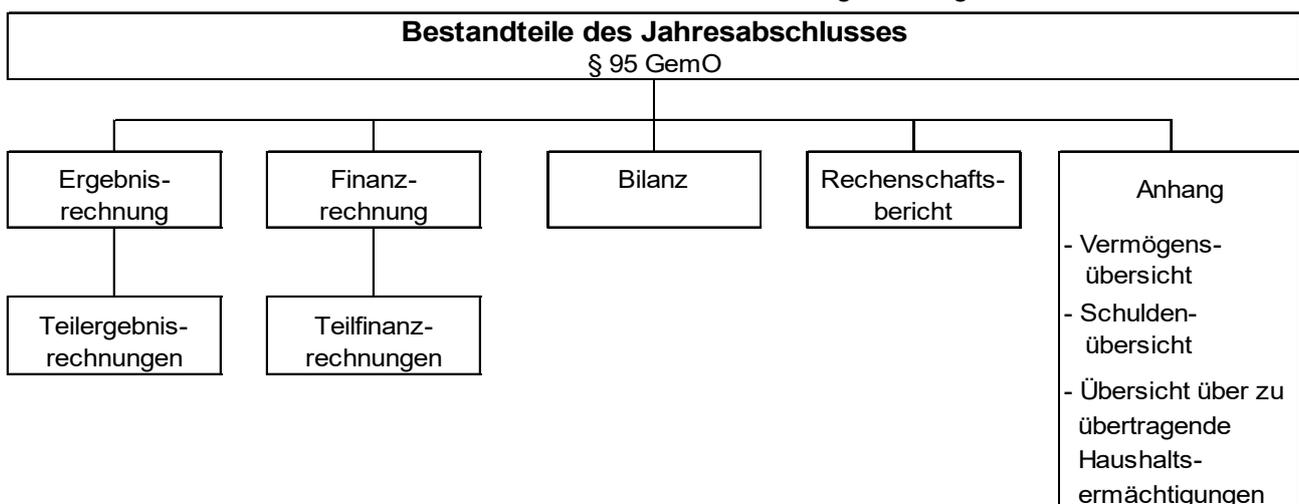 Bestandteile des Jahresabschlusses
§ 95 GemO
Ergebnis-
rechnung
Finanz-
rechnung
Bilanz
Rechenschafts-
bericht
Anhang
- Vermögens-
übersicht
- Schulden-
übersicht
- Übersicht über zu
übertragende
Haushalts-
ermächtigungen
Teilergebnis-
rechnungen
Teilfinanz-
rechnungen